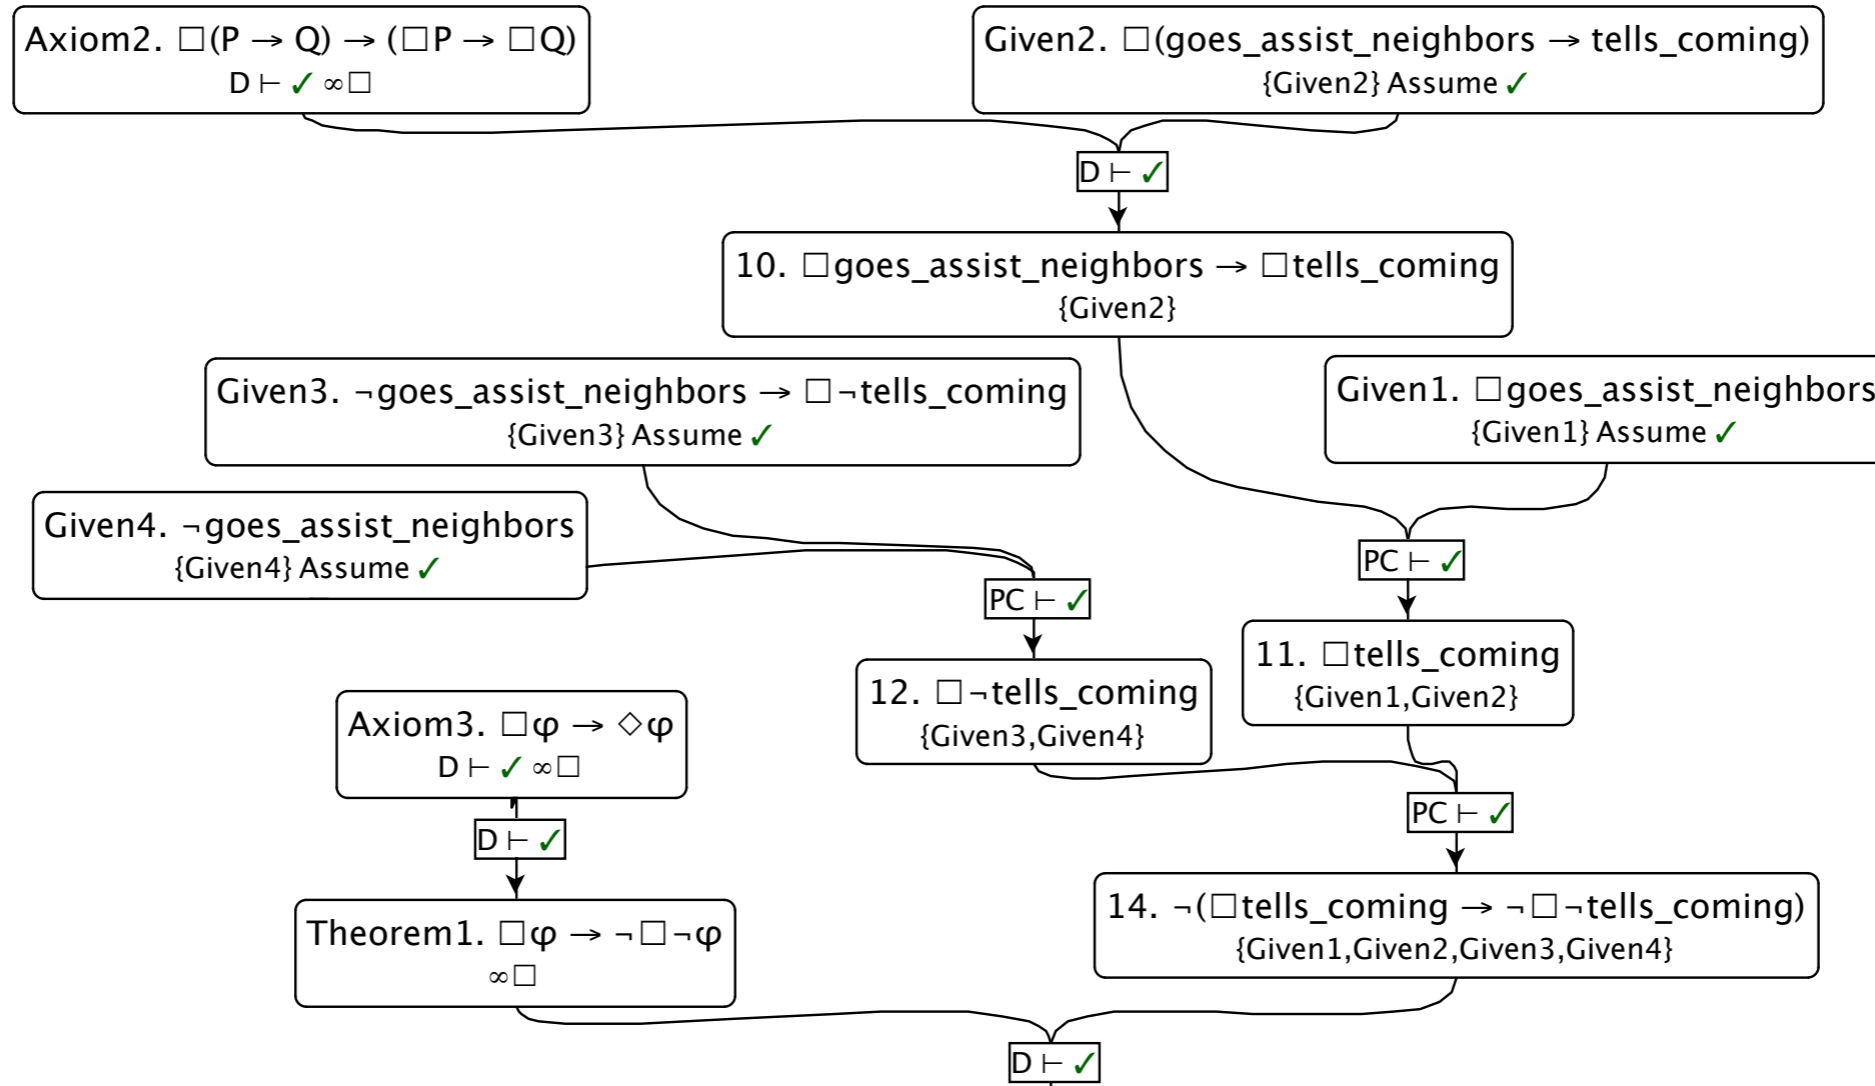 Axiom2. □(P → Q) → (□P → □Q)
D ⊢ ✓ ∞□
Given2. □(goes_assist_neighbors → tells_coming)
{Given2} Assume ✓
D ⊢ ✓
10. □goes_assist_neighbors → □tells_coming
{Given2}
Given3. ¬goes_assist_neighbors → □¬tells_coming
{Given3} Assume ✓
Given1. □goes_assist_neighbors
{Given1} Assume ✓
Given4. ¬goes_assist_neighbors
{Given4} Assume ✓
PC ⊢ ✓
PC ⊢ ✓
11. □tells_coming
{Given1,Given2}
12. □¬tells_coming
{Given3,Given4}
Axiom3. □φ → ◇φ
D ⊢ ✓ ∞□
PC ⊢ ✓
D ⊢ ✓
14. ¬(□tells_coming → ¬□¬tells_coming)
{Given1,Given2,Given3,Given4}
Theorem1. □φ → ¬□¬φ
∞□
D ⊢ ✓